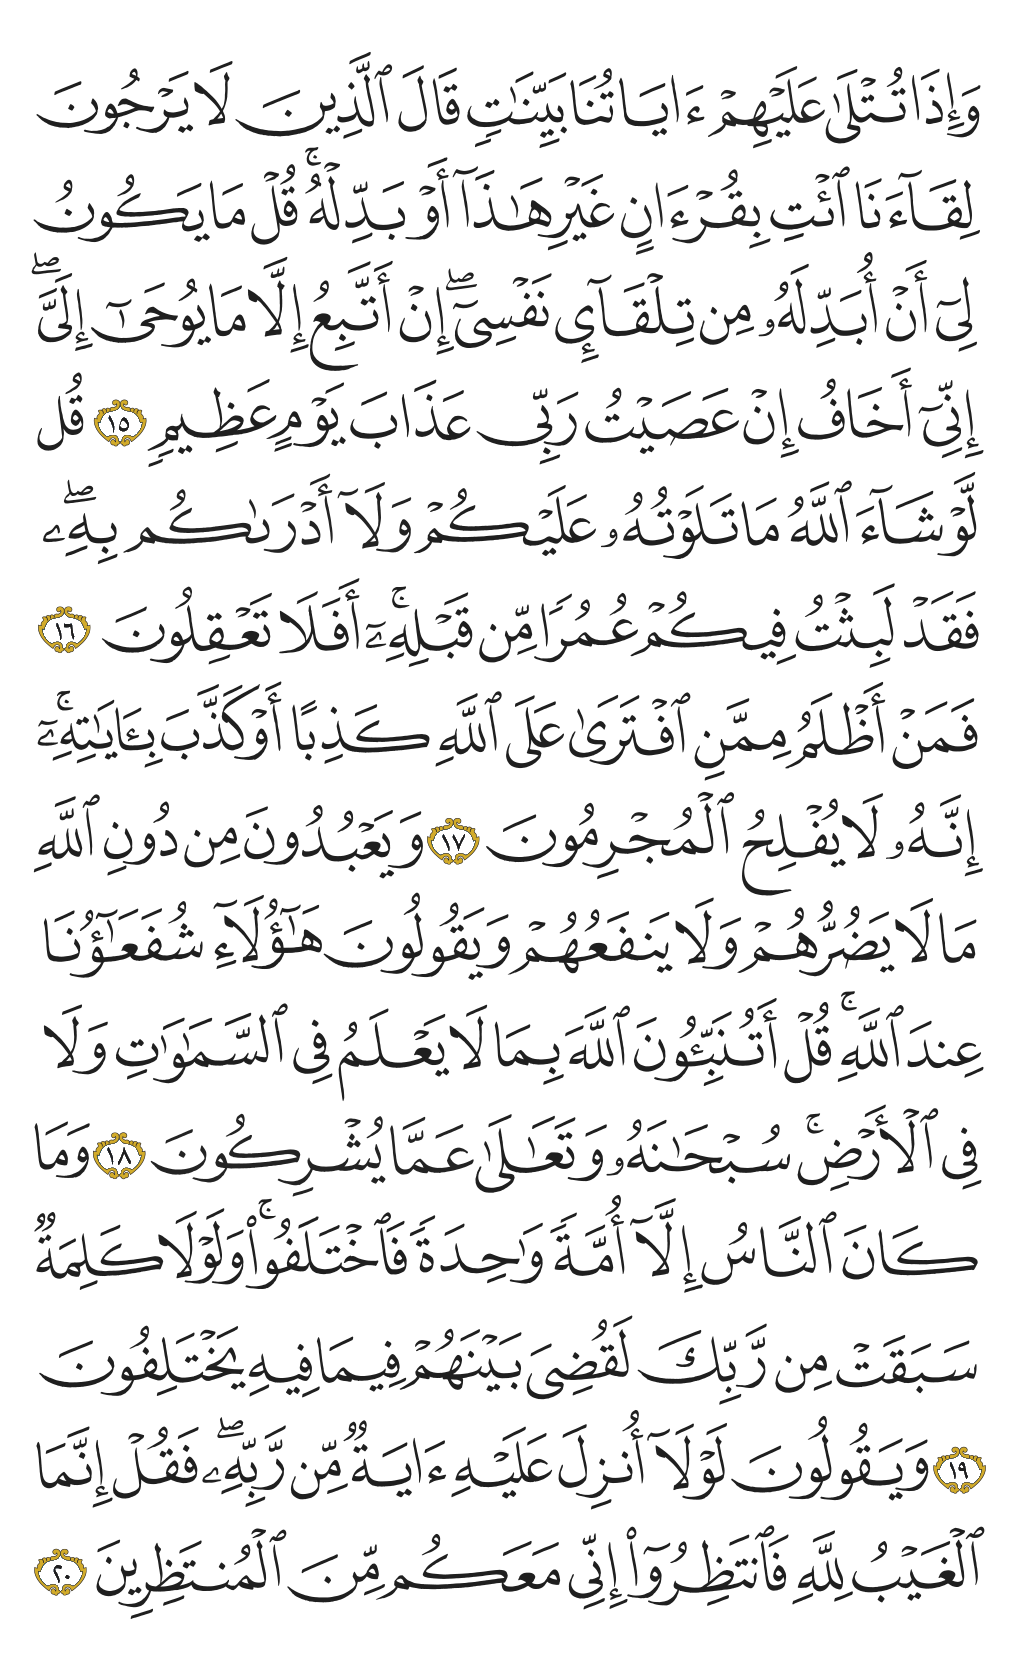 وَإِذَا تُتۡلَىٰ عَلَيۡهِمۡ ءَايَاتُنَا بَيِّنَٰتٖ قَالَ ٱلَّذِينَ لَا يَرۡجُونَ
لِقَآءَنَا ٱئۡتِ بِقُرۡءَانٍ غَيۡرِ هَٰذَآ أَوۡ بَدِّلۡهُۚ قُلۡ مَا يَكُونُ
لِيٓ أَنۡ أُبَدِّلَهُۥ مِن تِلۡقَآيِٕ نَفۡسِيٓۖ إِنۡ أَتَّبِعُ إِلَّا مَا يُوحَىٰٓ إِلَيَّۖ
إِنِّيٓ أَخَافُ إِنۡ عَصَيۡتُ رَبِّي عَذَابَ يَوۡمٍ عَظِيمٖ ١٥ قُل
لَّوۡ شَآءَ ٱللَّهُ مَا تَلَوۡتُهُۥ عَلَيۡكُمۡ وَلَآ أَدۡرَىٰكُم بِهِۦۖ
فَقَدۡ لَبِثۡتُ فِيكُمۡ عُمُرٗا مِّن قَبۡلِهِۦٓۚ أَفَلَا تَعۡقِلُونَ ١٦
فَمَنۡ أَظۡلَمُ مِمَّنِ ٱفۡتَرَىٰ عَلَى ٱللَّهِ كَذِبًا أَوۡ كَذَّبَ بِـَٔايَٰتِهِۦٓۚ
إِنَّهُۥ لَا يُفۡلِحُ ٱلۡمُجۡرِمُونَ ١٧ وَيَعۡبُدُونَ مِن دُونِ ٱللَّهِ
مَا لَا يَضُرُّهُمۡ وَلَا يَنفَعُهُمۡ وَيَقُولُونَ هَٰٓؤُلَآءِ شُفَعَٰٓؤُنَا
عِندَ ٱللَّهِۚ قُلۡ أَتُنَبِّـُٔونَ ٱللَّهَ بِمَا لَا يَعۡلَمُ فِي ٱلسَّمَٰوَٰتِ وَلَا
فِي ٱلۡأَرۡضِۚ سُبۡحَٰنَهُۥ وَتَعَٰلَىٰ عَمَّا يُشۡرِكُونَ ١٨ وَمَا
كَانَ ٱلنَّاسُ إِلَّآ أُمَّةٗ وَٰحِدَةٗ فَٱخۡتَلَفُواْۚ وَلَوۡلَا كَلِمَةٞ
سَبَقَتۡ مِن رَّبِّكَ لَقُضِيَ بَيۡنَهُمۡ فِيمَا فِيهِ يَخۡتَلِفُونَ
١٩ وَيَقُولُونَ لَوۡلَآ أُنزِلَ عَلَيۡهِ ءَايَةٞ مِّن رَّبِّهِۦۖ فَقُلۡ إِنَّمَا
ٱلۡغَيۡبُ لِلَّهِ فَٱنتَظِرُوٓاْ إِنِّي مَعَكُم مِّنَ ٱلۡمُنتَظِرِينَ ٢٠